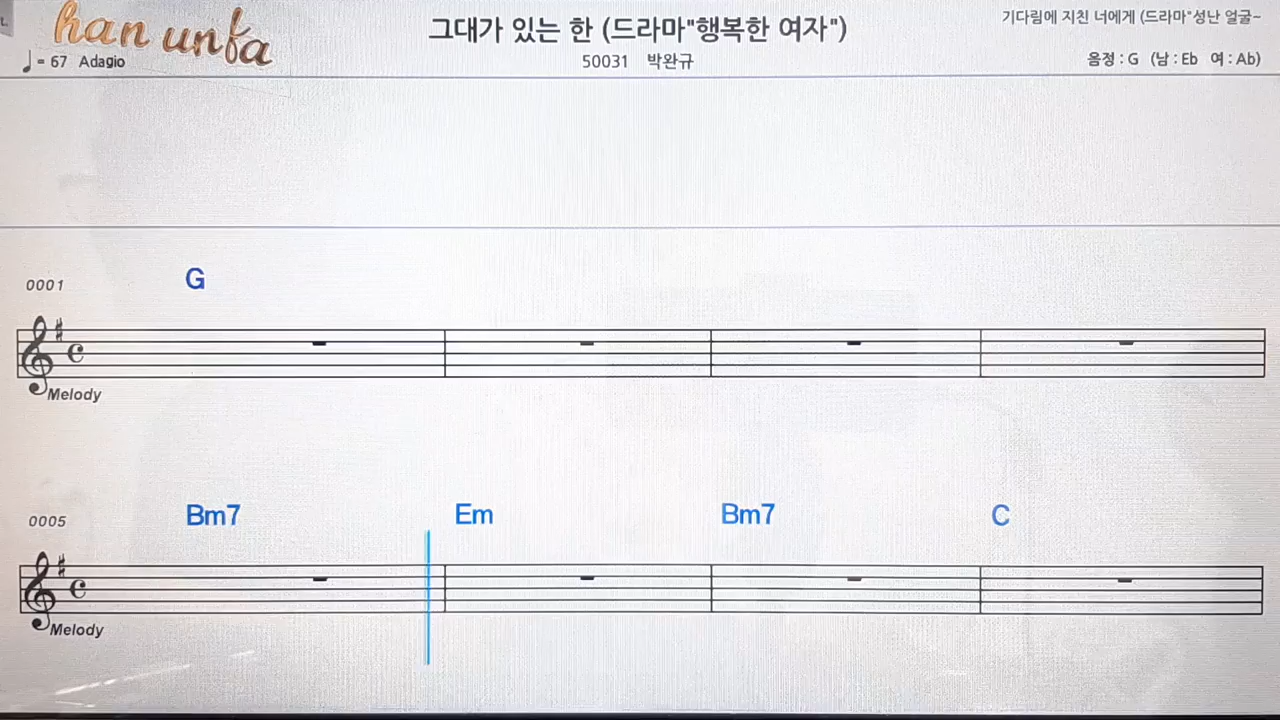 han unfa
그대가 있는 한 (드라마"행복한 여자")
기다림에 지친 너에게 (드라마"성난 얼굴~
♩= 67 Adagio
50031 박완규
음정 : G (남 : Eb 여 : Ab)
0001 G
Melody
0005 Bm7 Em Bm7 C
Melody